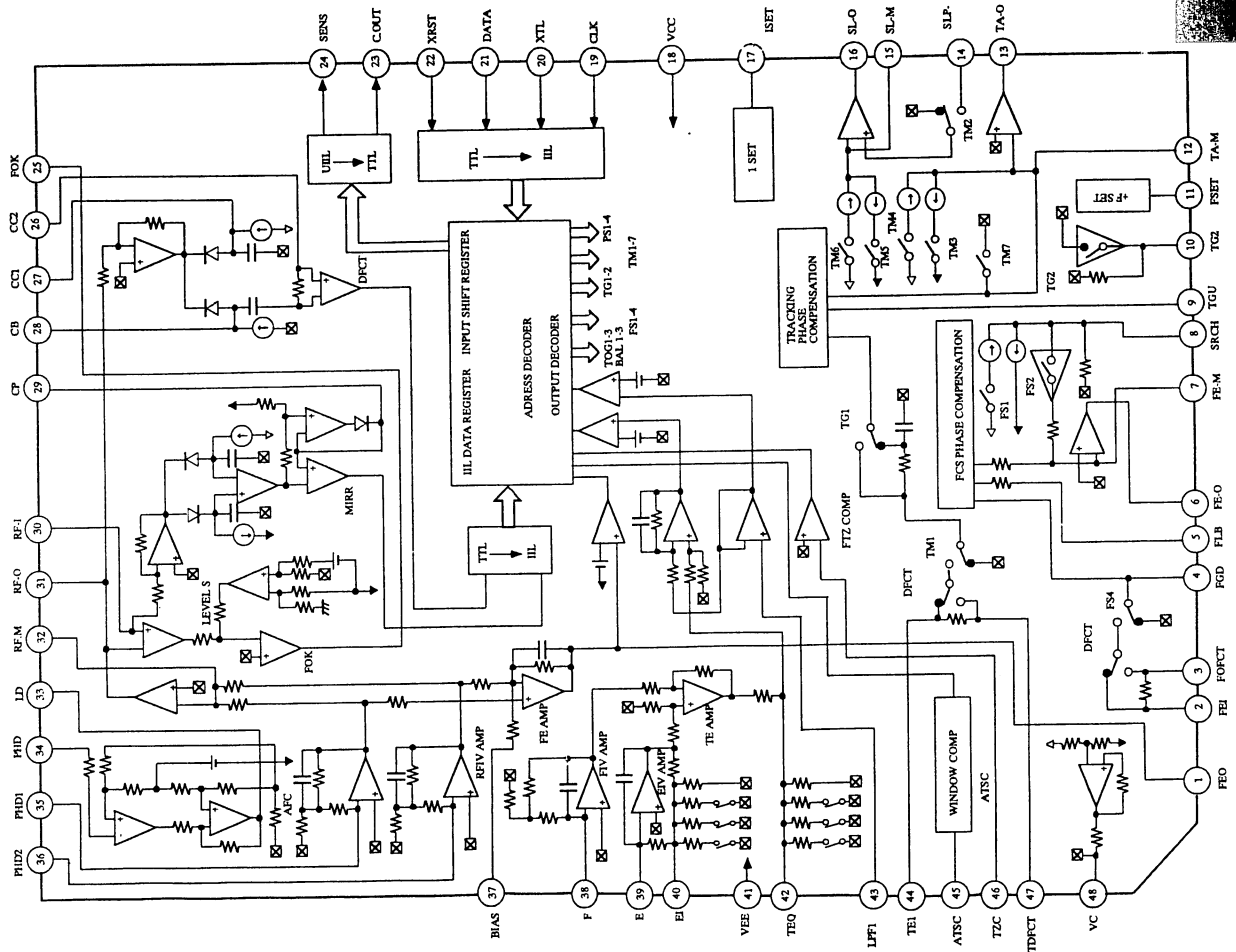 SENS
C.OUT
XRST
DATA
XTL
CLK
VCC
ISET
SL-O
SL-M
SLP-
TA-O
24
23
22
21
20
19
18
17
16
15
14
13
FOK
CC2
CC1
CB
CP
RF-I
RF-O
RF.M
LD
PHD
PHD1
PHD2
25
26
27
28
29
30
31
32
33
34
35
36
UIIL
TTL
TTL
IIL
1 SET
TM2
TM6
TM5
TM4
TM3
TM7
TRACKING
PHASE
COMPENSATION
+F SET
TG2
12
TA-M
11
FSET
10
TG2
9
TGU
8
SRCH
7
FE-M
6
FE-O
5
FLB
4
FGD
3
FOFCT
2
FEI
1
FEO
DFCT
IIL DATA REGISTER INPUT SHIFT REGISTER
ADRESS DECODER
OUTPUT DECODER
PS1-4
TM1-7
TG1-2
FS1-4
TOG1-3
BAL 1-3
MIRR
LEVEL S
FOK
TTL
IIL
TG1
FCS PHASE COMPENSATION
FS1
FS2
FTZ COMP
TM1
DFCT
FS4
DFCT
AFC
RFIV AMP
FE AMP
FIV AMP
EIV AMP
TE AMP
WINDOW COMP
ATSC
37
38
39
40
41
42
43
44
45
46
47
48
BIAS
F
E
EI
VEE
TEQ
LPF1
TE1
ATSC
TZC
TDFCT
VC